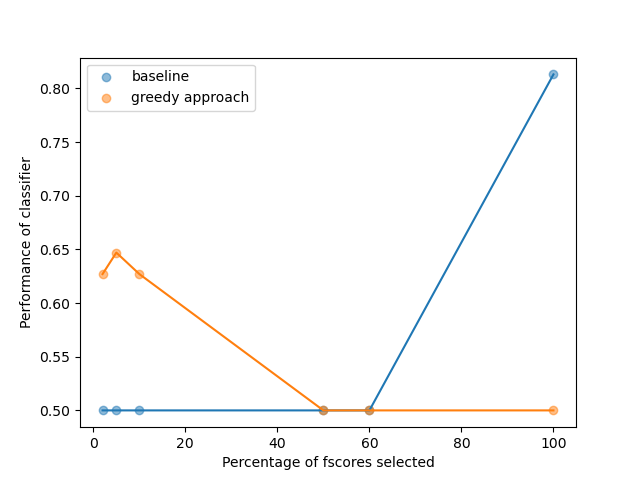 baseline
greedy approach
0.80
0.75
0.70
0.65
0.60
0.55
0.50
Performance of classifier
0 20 40 60 80 100
Percentage of fscores selected